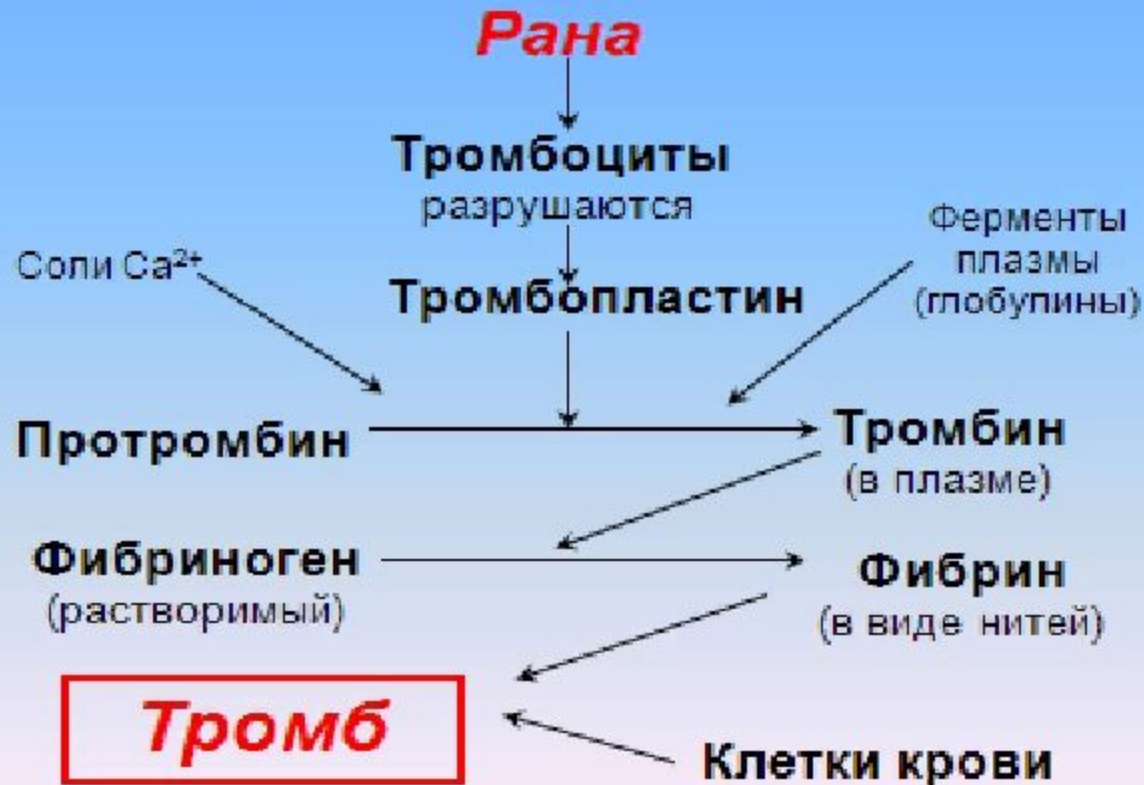 Рана
Тромбоциты
разрушаются
Соли Ca²⁺
Ферменты
плазмы
(глобулины)
Тромбопластин
Протромбин
Тромбин
(в плазме)
Фибриноген
(растворимый)
Фибрин
(в виде нитей)
Тромб
Клетки крови